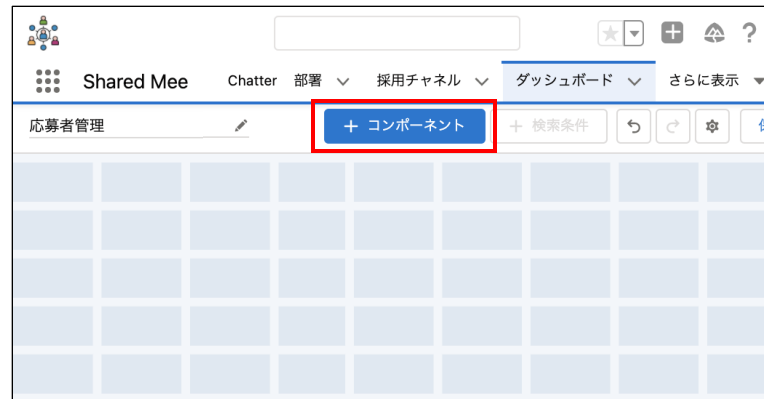 Shared Mee Chatter 部署 採用チャネル ダッシュボード さらに表示
応募者管理 + コンポーネント + 検索条件